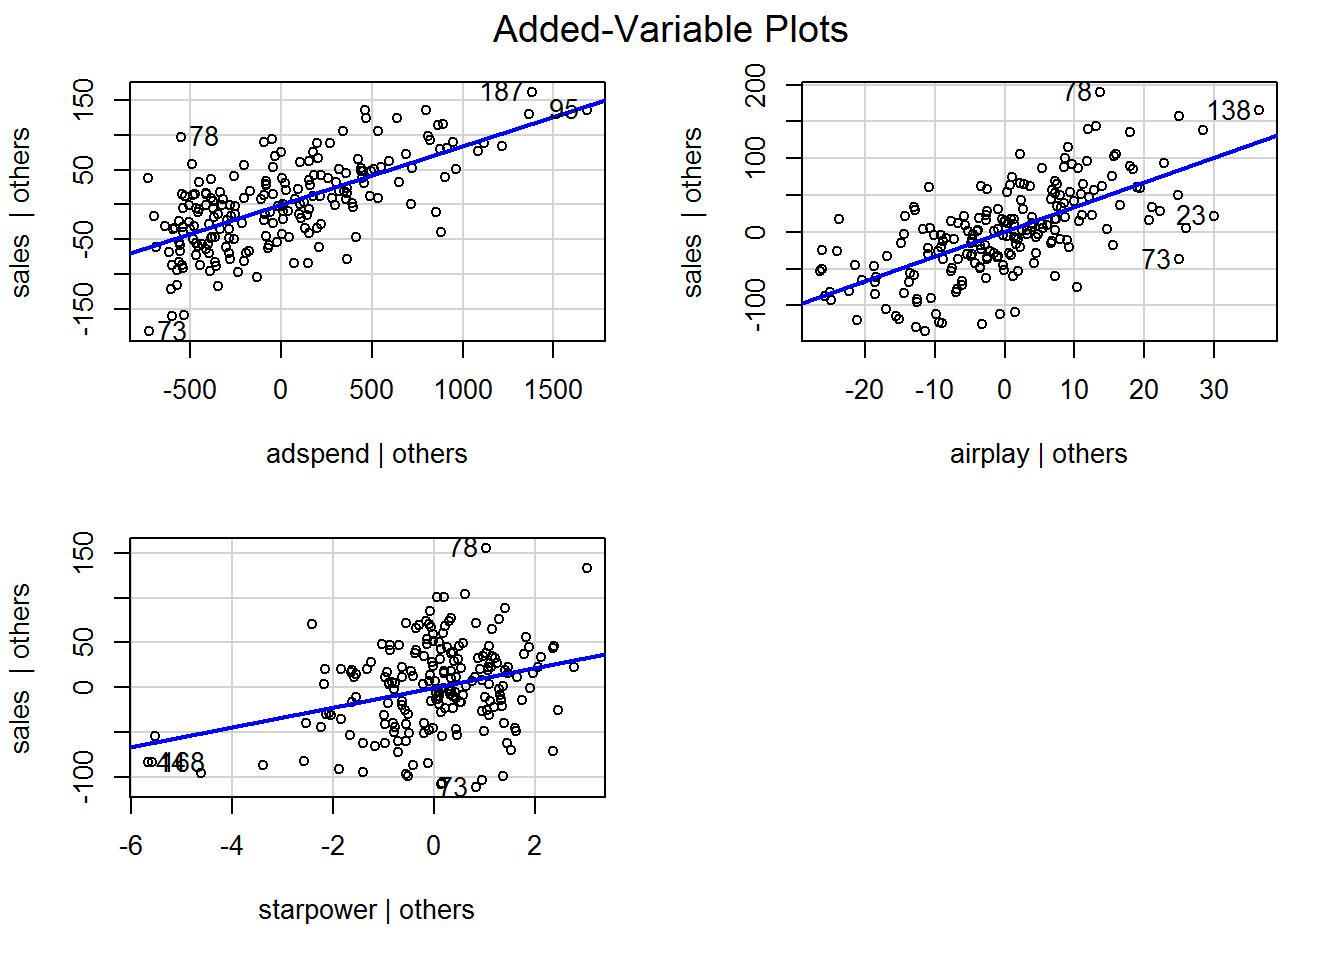 Added-Variable Plots
sales | others
150
50
-50
-150
187
95
78
73
-500 0 500 1000 1500
adspend | others
sales | others
200
100
0
-100
78
138
23
73
-20 -10 0 10 20 30
airplay | others
sales | others
150
50
0
-100
78
44
168
73
-6 -4 -2 0 2
starpower | others